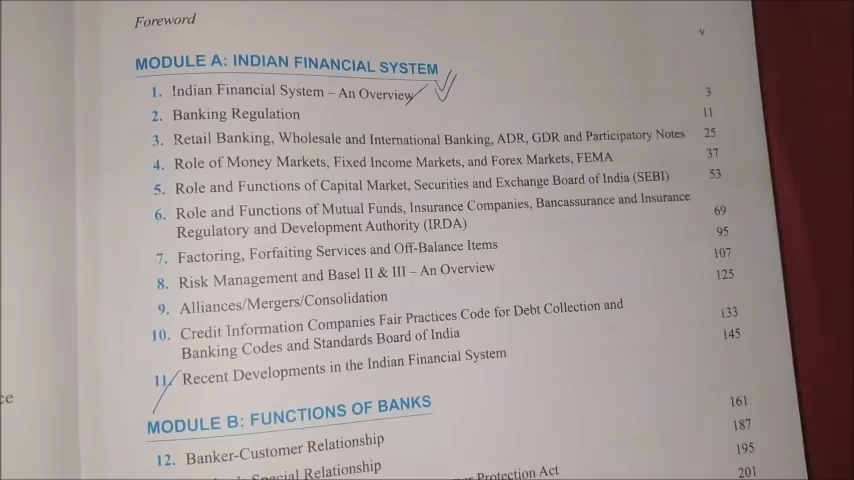 Foreword
v
MODULE A: INDIAN FINANCIAL SYSTEM
1. Indian Financial System – An Overview 3
2. Banking Regulation 11
3. Retail Banking, Wholesale and International Banking, ADR, GDR and Participatory Notes 25
4. Role of Money Markets, Fixed Income Markets, and Forex Markets, FEMA 37
5. Role and Functions of Capital Market, Securities and Exchange Board of India (SEBI) 53
6. Role and Functions of Mutual Funds, Insurance Companies, Bancassurance and Insurance
Regulatory and Development Authority (IRDA) 69
7. Factoring, Forfaiting Services and Off-Balance Items 95
8. Risk Management and Basel II & III – An Overview 107
9. Alliances/Mergers/Consolidation 125
10. Credit Information Companies Fair Practices Code for Debt Collection and
Banking Codes and Standards Board of India 133
11. Recent Developments in the Indian Financial System 145
MODULE B: FUNCTIONS OF BANKS
12. Banker-Customer Relationship 161
Special Relationship 187
Protection Act 195
201